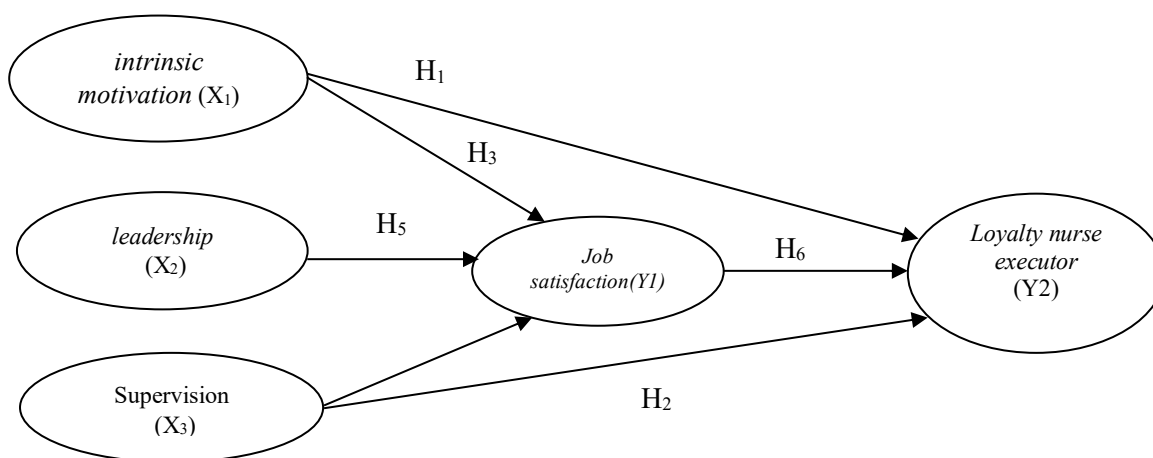 intrinsic
motivation (X₁)
H₁
H₃
leadership
(X₂)
H₅
Job
satisfaction(Y1)
H₆
Loyalty nurse
executor
(Y2)
Supervision
(X₃)
H₂